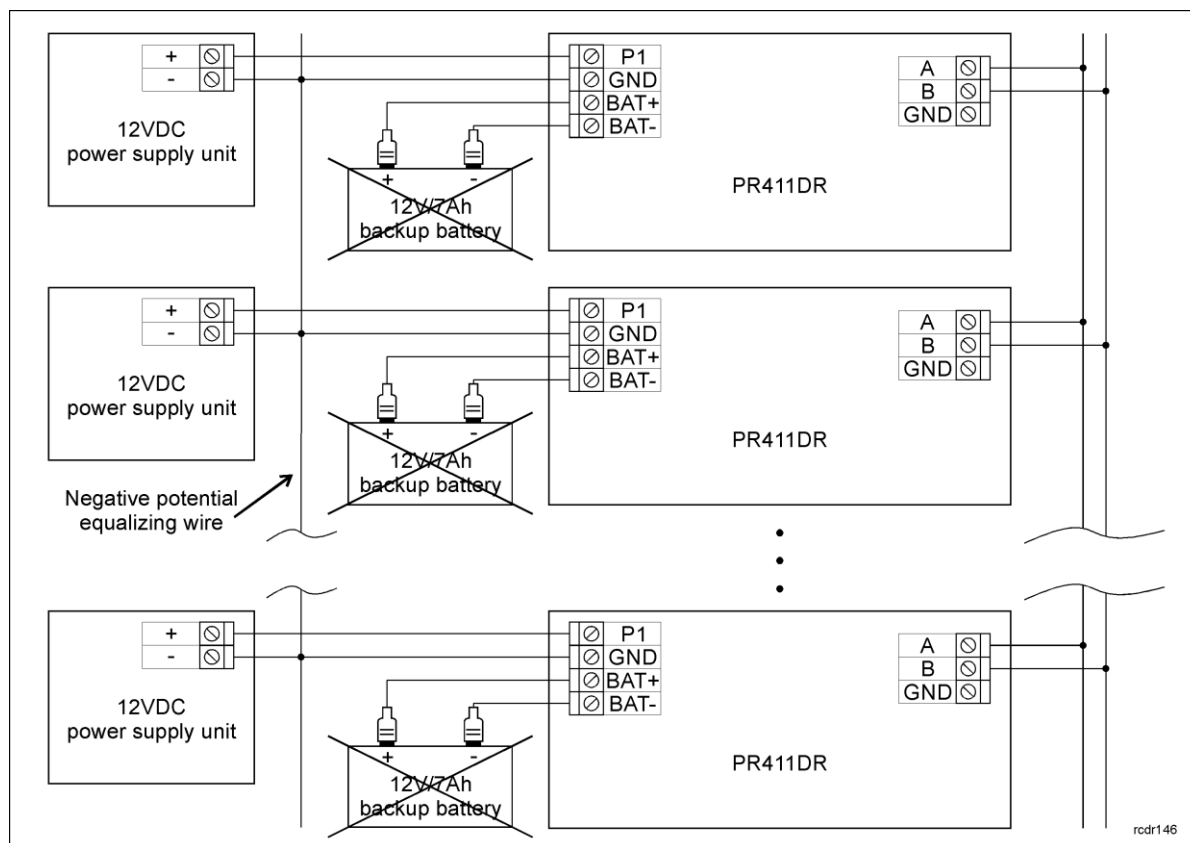 +
-
12VDC
power supply unit
P1
GND
BAT+
BAT-
+ -
12V/7Ah
backup battery
A
B
GND
PR411DR
+
-
12VDC
power supply unit
P1
GND
BAT+
BAT-
+ -
12V/7Ah
backup battery
A
B
GND
PR411DR
Negative potential
equalizing wire
+
-
12VDC
power supply unit
P1
GND
BAT+
BAT-
+ -
12V/7Ah
backup battery
A
B
GND
PR411DR
rcdr146